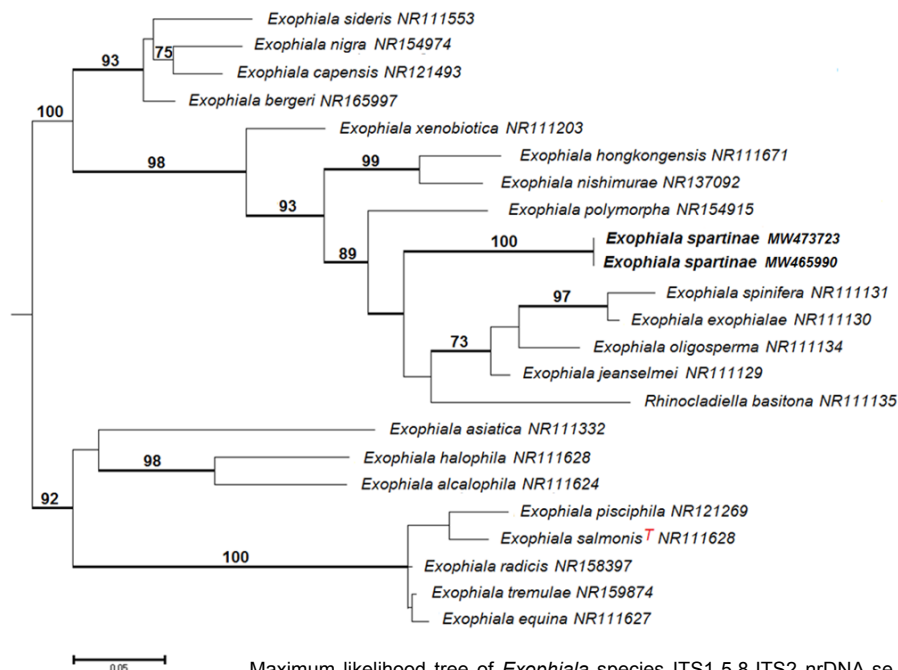 Exophiala sideris NR111553
Exophiala nigra NR154974
75
93
Exophiala capensis NR121493
Exophiala bergeri NR165997
100
Exophiala xenobiotica NR111203
98
99
Exophiala hongkongensis NR111671
Exophiala nishimurae NR137092
93
Exophiala polymorpha NR154915
100
Exophiala spartinae MW473723
89
Exophiala spartinae MW465990
97
Exophiala spinifera NR111131
Exophiala exophialae NR111130
73
Exophiala oligosperma NR111134
Exophiala jeanselmei NR111129
Rhinocladiella basitona NR111135
Exophiala asiatica NR111332
98
Exophiala halophila NR111628
Exophiala alcalophila NR111624
92
Exophiala pisciphila NR121269
Exophiala salmonis T NR111628
100
Exophiala radicis NR158397
Exophiala tremulae NR159874
Exophiala equina NR111627
0.05
Maximum likelihood tree of Exophiala species ITS1-5.8-ITS2 nrDNA se